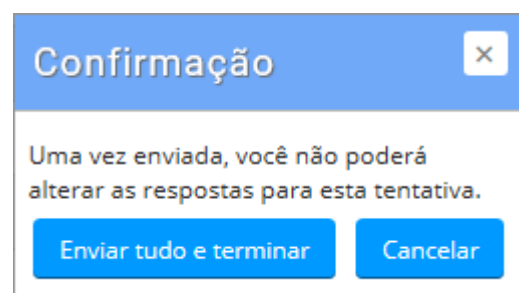 Confirmação
×
Uma vez enviada, você não poderá
alterar as respostas para esta tentativa.
Enviar tudo e terminar
Cancelar